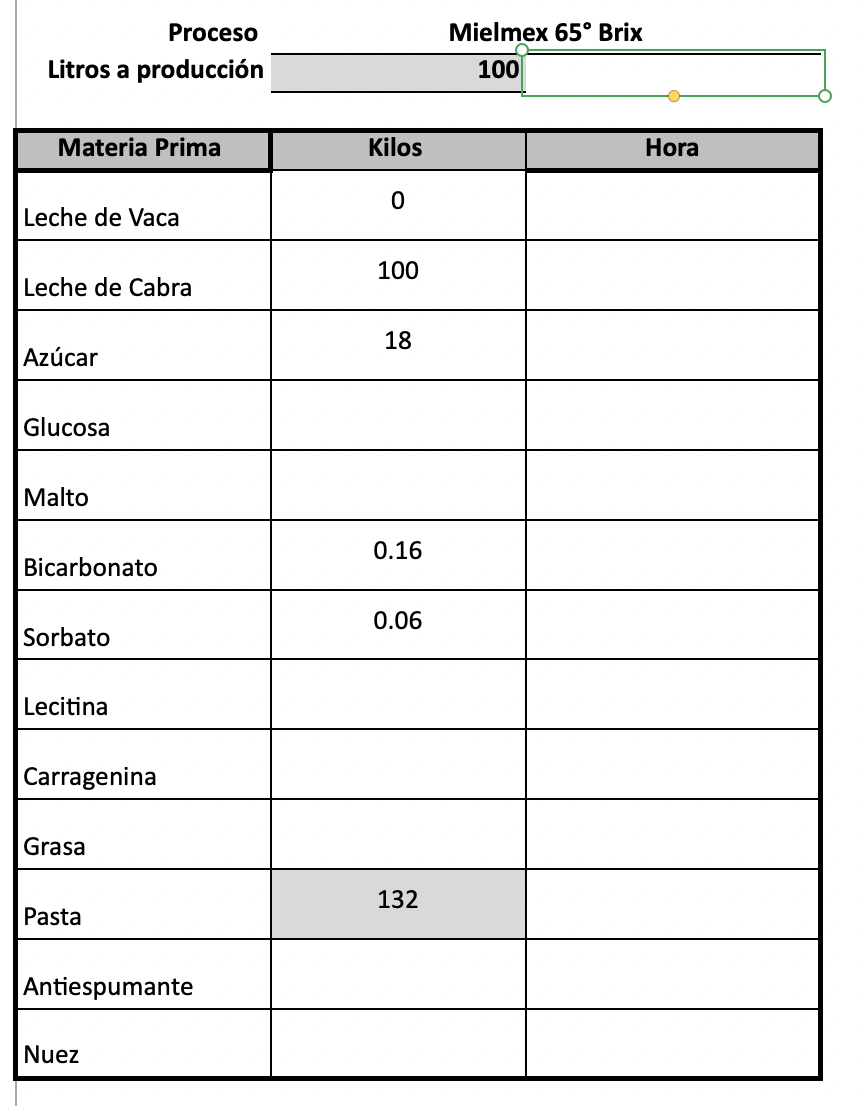 Proceso Mielmex 65° Brix
Litros a producción 100
Materia Prima Kilos Hora
Leche de Vaca 0
Leche de Cabra 100
Azúcar 18
Glucosa
Malto
Bicarbonato 0.16
Sorbato 0.06
Lecitina
Carragenina
Grasa
Pasta 132
Antiespumante
Nuez